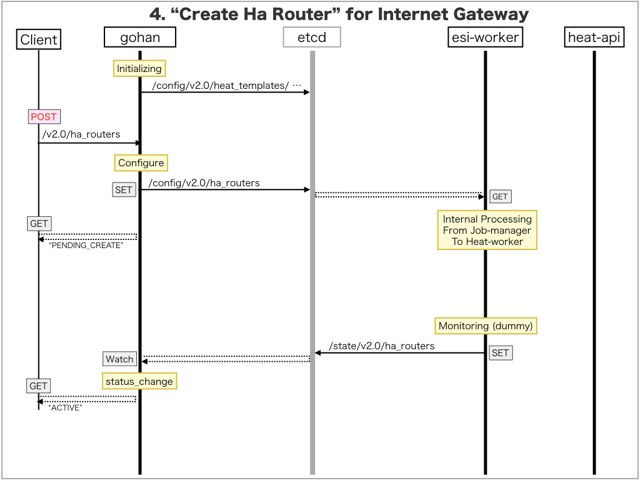 4. “Create Ha Router” for Internet Gateway
Client
gohan
etcd
esi-worker
heat-api
Initializing
/config/v2.0/heat_templates/ ⋯
POST
/v2.0/ha_routers
Configure
SET
/config/v2.0/ha_routers
GET
GET
"PENDING_CREATE"
Internal Processing
From Job-manager
To Heat-worker
Monitoring (dummy)
/state/v2.0/ha_routers
SET
Watch
status_change
GET
"ACTIVE"